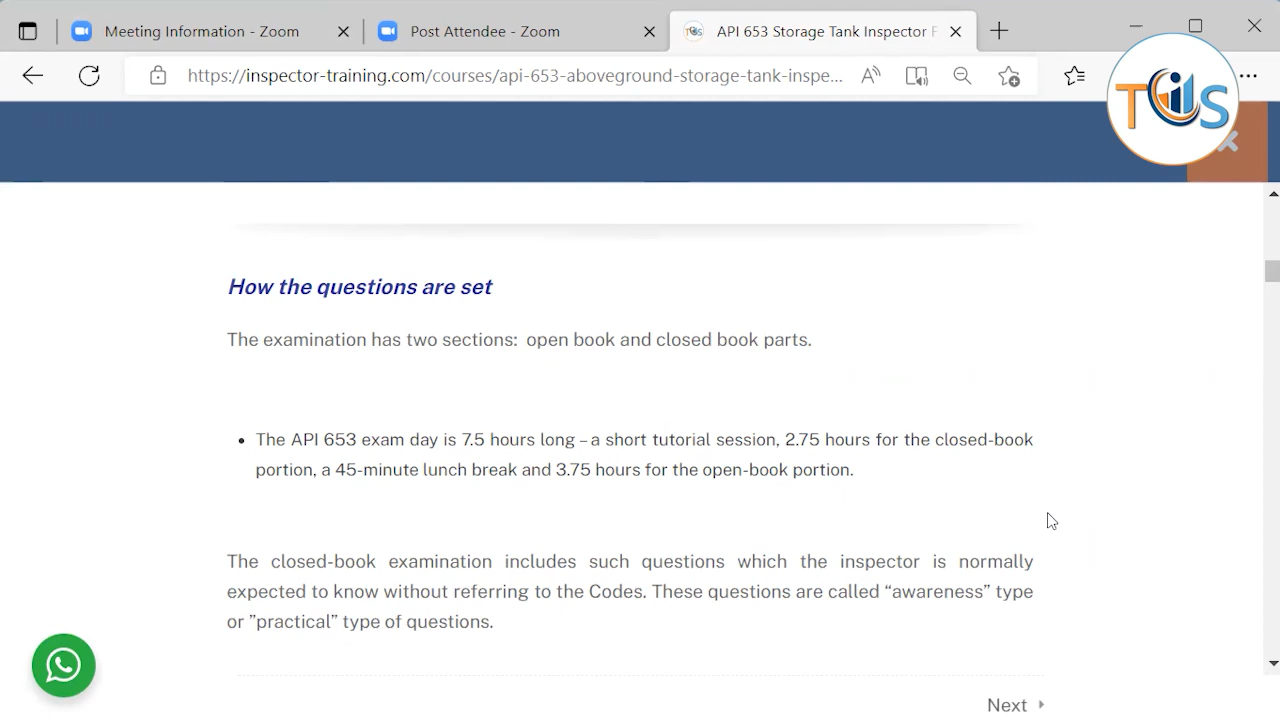 Meeting Information - Zoom
Post Attendee - Zoom
API 653 Storage Tank Inspector
https://inspector-training.com/courses/api-653-aboveground-storage-tank-inspe...
TIS
How the questions are set
The examination has two sections: open book and closed book parts.
• The API 653 exam day is 7.5 hours long – a short tutorial session, 2.75 hours for the closed-book
portion, a 45-minute lunch break and 3.75 hours for the open-book portion.
The closed-book examination includes such questions which the inspector is normally
expected to know without referring to the Codes. These questions are called “awareness” type
or ”practical” type of questions.
Next